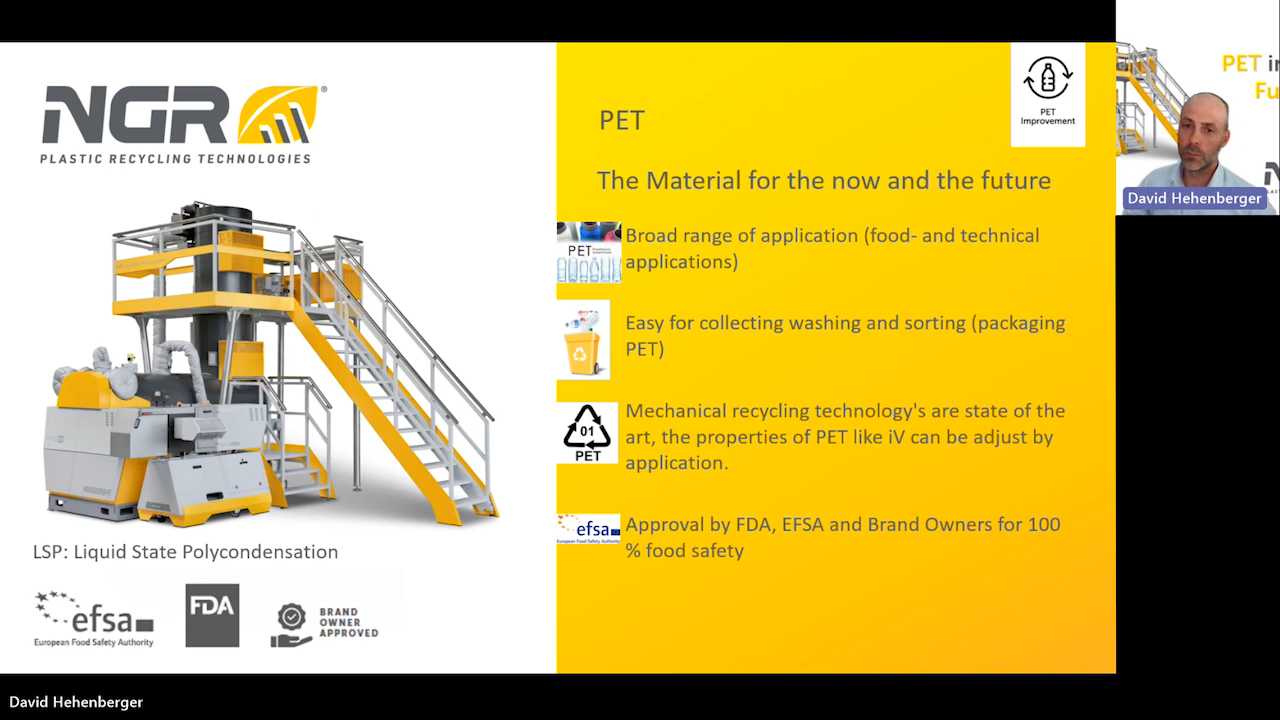 NGR®
PLASTIC RECYCLING TECHNOLOGIES
LSP: Liquid State Polycondensation
efsa
European Food Safety Authority
FDA
BRAND
OWNER
APPROVED
PET
Improvement
PET
The Material for the now and the future
PET
Broad range of application (food- and technical
applications)
Easy for collecting washing and sorting (packaging
PET)
01
PET
Mechanical recycling technology's are state of the
art, the properties of PET like iV can be adjust by
application.
efsa
European Food Safety Authority
Approval by FDA, EFSA and Brand Owners for 100
% food safety
PET
David Hehenberger
David Hehenberger